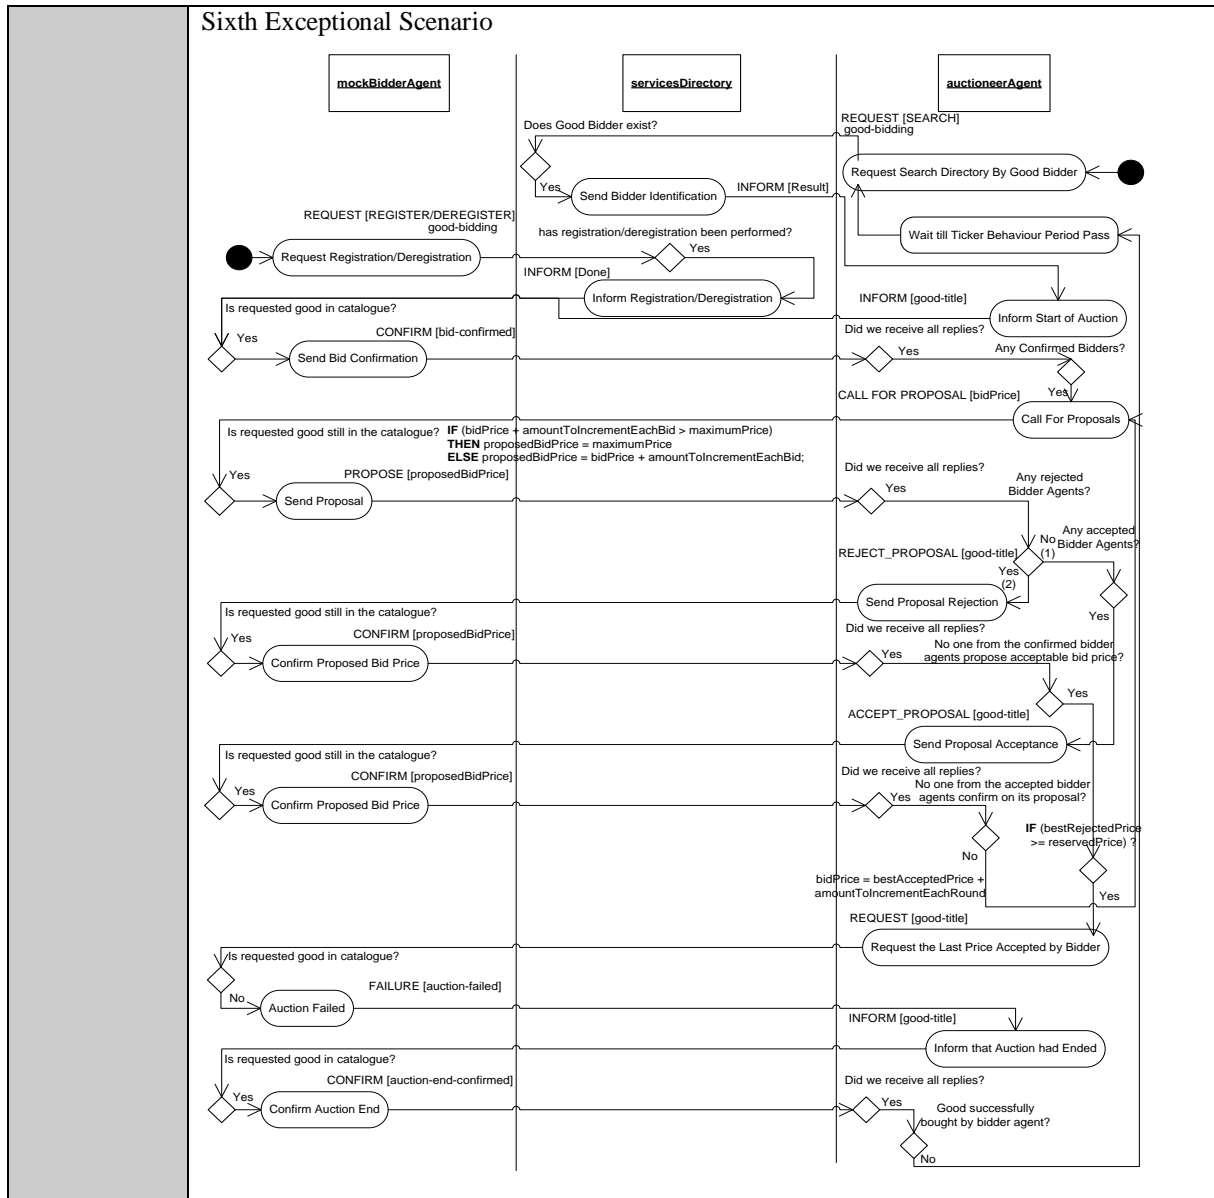 Sixth Exceptional Scenario
mockBidderAgent
servicesDirectory
auctioneerAgent
Does Good Bidder exist?
REQUEST [SEARCH]
good-bidding
Request Search Directory By Good Bidder
Yes
Send Bidder Identification
INFORM [Result]
REQUEST [REGISTER/DEREGISTER]
good-bidding
has registration/deregistration been performed?
Wait till Ticker Behaviour Period Pass
Request Registration/Deregistration
Yes
INFORM [Done]
Inform Registration/Deregistration
INFORM [good-title]
Is requested good in catalogue?
Inform Start of Auction
Yes
CONFIRM [bid-confirmed]
Did we receive all replies?
Send Bid Confirmation
Yes
Any Confirmed Bidders?
Yes
CALL FOR PROPOSAL [bidPrice]
Call For Proposals
Is requested good still in the catalogue?
IF (bidPrice + amountToIncrementEachBid > maximumPrice)
THEN proposedBidPrice = maximumPrice
ELSE proposedBidPrice = bidPrice + amountToIncrementEachBid;
Yes
PROPOSE [proposedBidPrice]
Did we receive all replies?
Send Proposal
Yes
Any rejected
Bidder Agents?
Any accepted
Bidder Agents?
No
(1)
REJECT_PROPOSAL [good-title]
Yes
(2)
Send Proposal Rejection
Yes
Is requested good still in the catalogue?
Yes
CONFIRM [proposedBidPrice]
Did we receive all replies?
Confirm Proposed Bid Price
Yes
No one from the confirmed bidder
agents propose acceptable bid price?
Yes
ACCEPT_PROPOSAL [good-title]
Send Proposal Acceptance
Is requested good still in the catalogue?
CONFIRM [proposedBidPrice]
Did we receive all replies?
Yes
Confirm Proposed Bid Price
Yes
No one from the accepted bidder
agents confirm on its proposal?
IF (bestRejectedPrice
>= reservedPrice) ?
No
bidPrice = bestAcceptedPrice +
amountToIncrementEachRound
Yes
REQUEST [good-title]
Request the Last Price Accepted by Bidder
Is requested good in catalogue?
No
FAILURE [auction-failed]
Auction Failed
INFORM [good-title]
Inform that Auction had Ended
Is requested good in catalogue?
CONFIRM [auction-end-confirmed]
Did we receive all replies?
Yes
Confirm Auction End
Yes
Good successfully
bought by bidder agent?
No